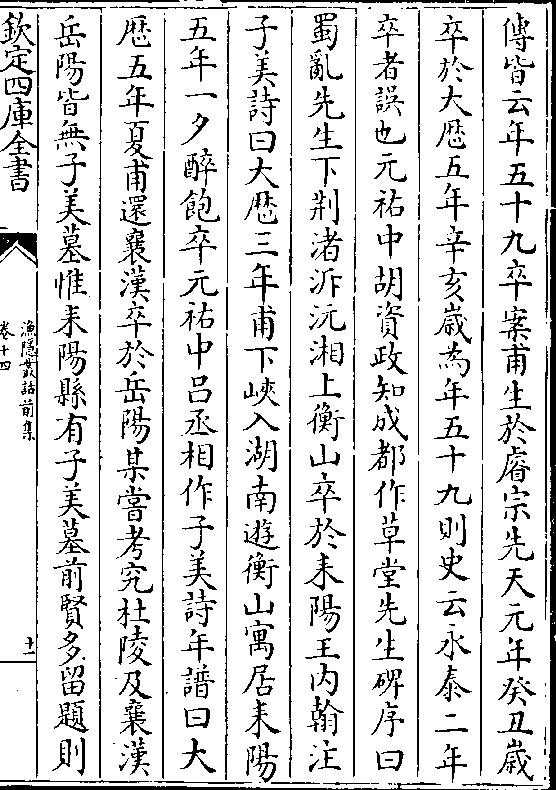 傳皆云年五十九卒案甫生於睿宗先天元年癸丑歲
卒於大厯五年辛亥歲為年五十九則史云永泰二年
卒者誤也元祐中胡資政知成都作草堂先生碑序曰
蜀亂先生下荆渚泝沅湘上衡山卒於耒陽王內翰注
子美詩曰大厯三年甫下峽入湖南遊衡山寓居耒陽
五年一夕醉飽卒元祐中吕丞相作子美詩年譜曰大
厯五年夏甫還襄漢卒於岳陽某嘗考究杜陵及襄漢
岳陽皆無子美墓惟耒陽縣有子美墓前賢多留題則
欽定四庫全書
漁隱叢話前集
卷十四
十一